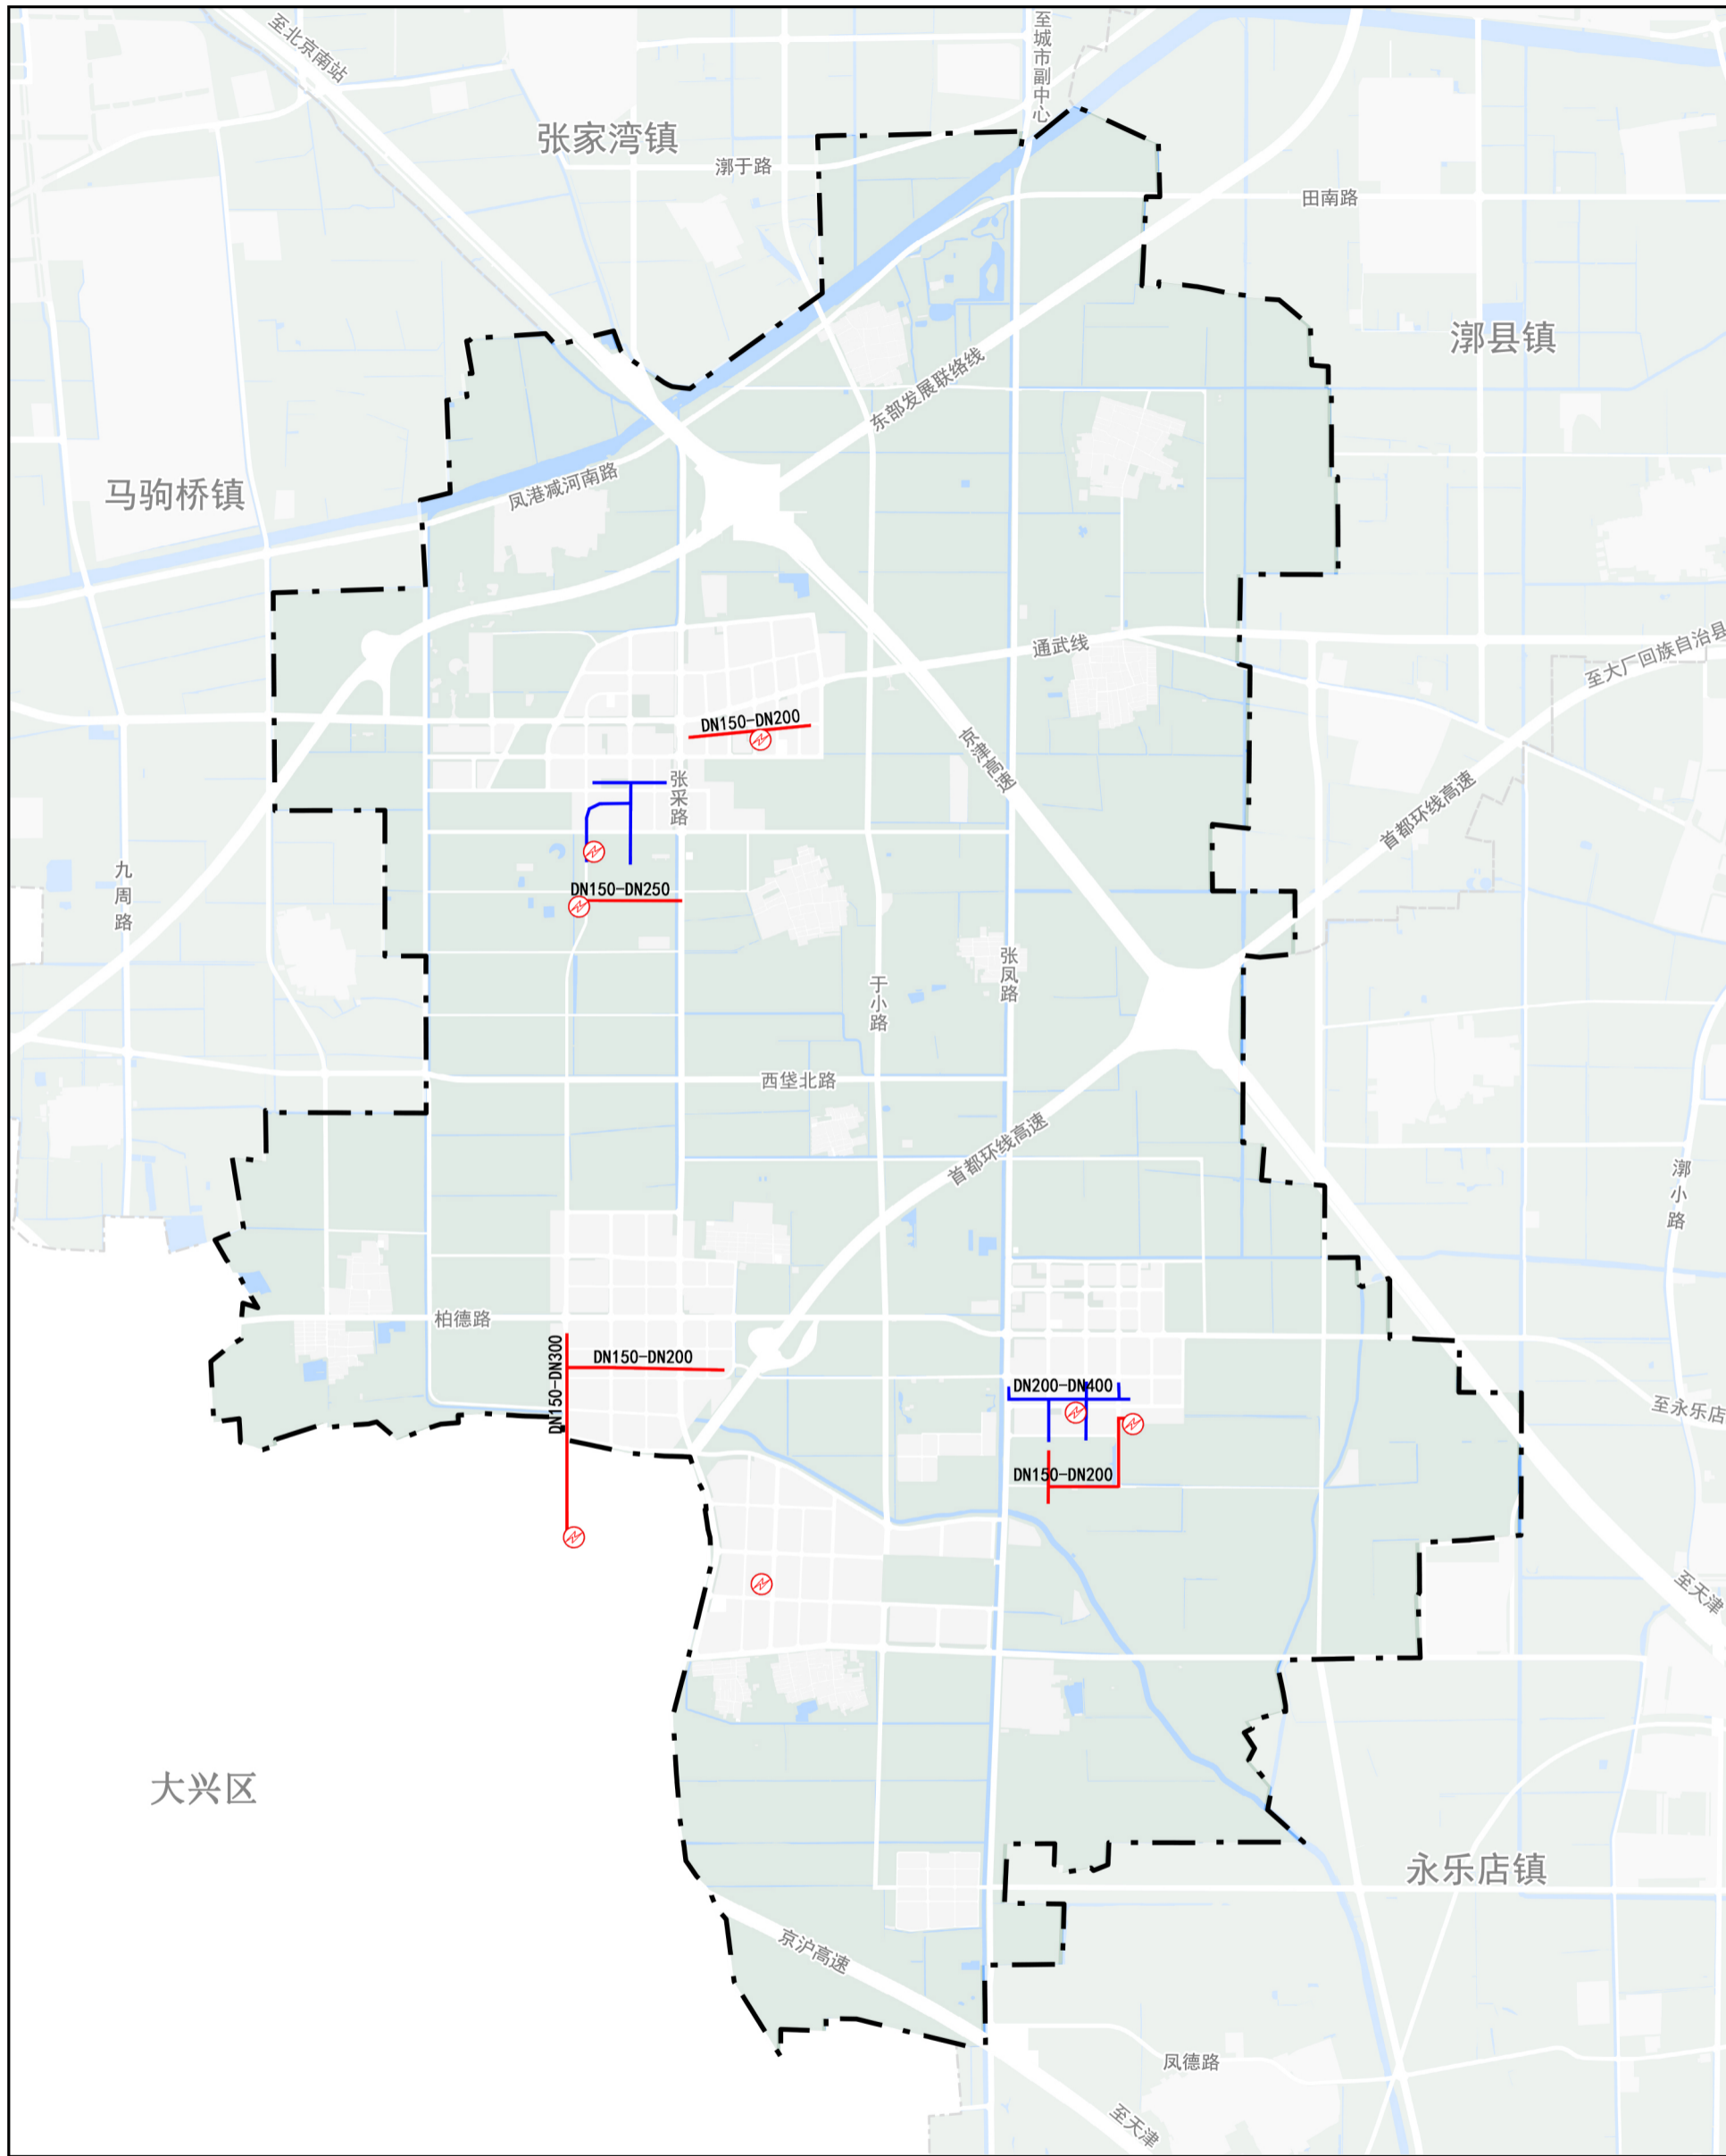 至北京南站
至城市副中心
张家湾镇
漷于路
田南路
漷县镇
东部发展联络线
马驹桥镇
凤港减河南路
通武线
至大厂回族自治县
DN150-DN200
京津高速
张采路
首都环线高速
九周路
DN150-DN250
张凤路
于小路
西垡北路
首都环线高速
漷小路
柏德路
DN150-DN300
DN150-DN200
DN200-DN400
至永乐店
DN150-DN200
至天津
大兴区
永乐店镇
京沪高速
凤德路
至天津